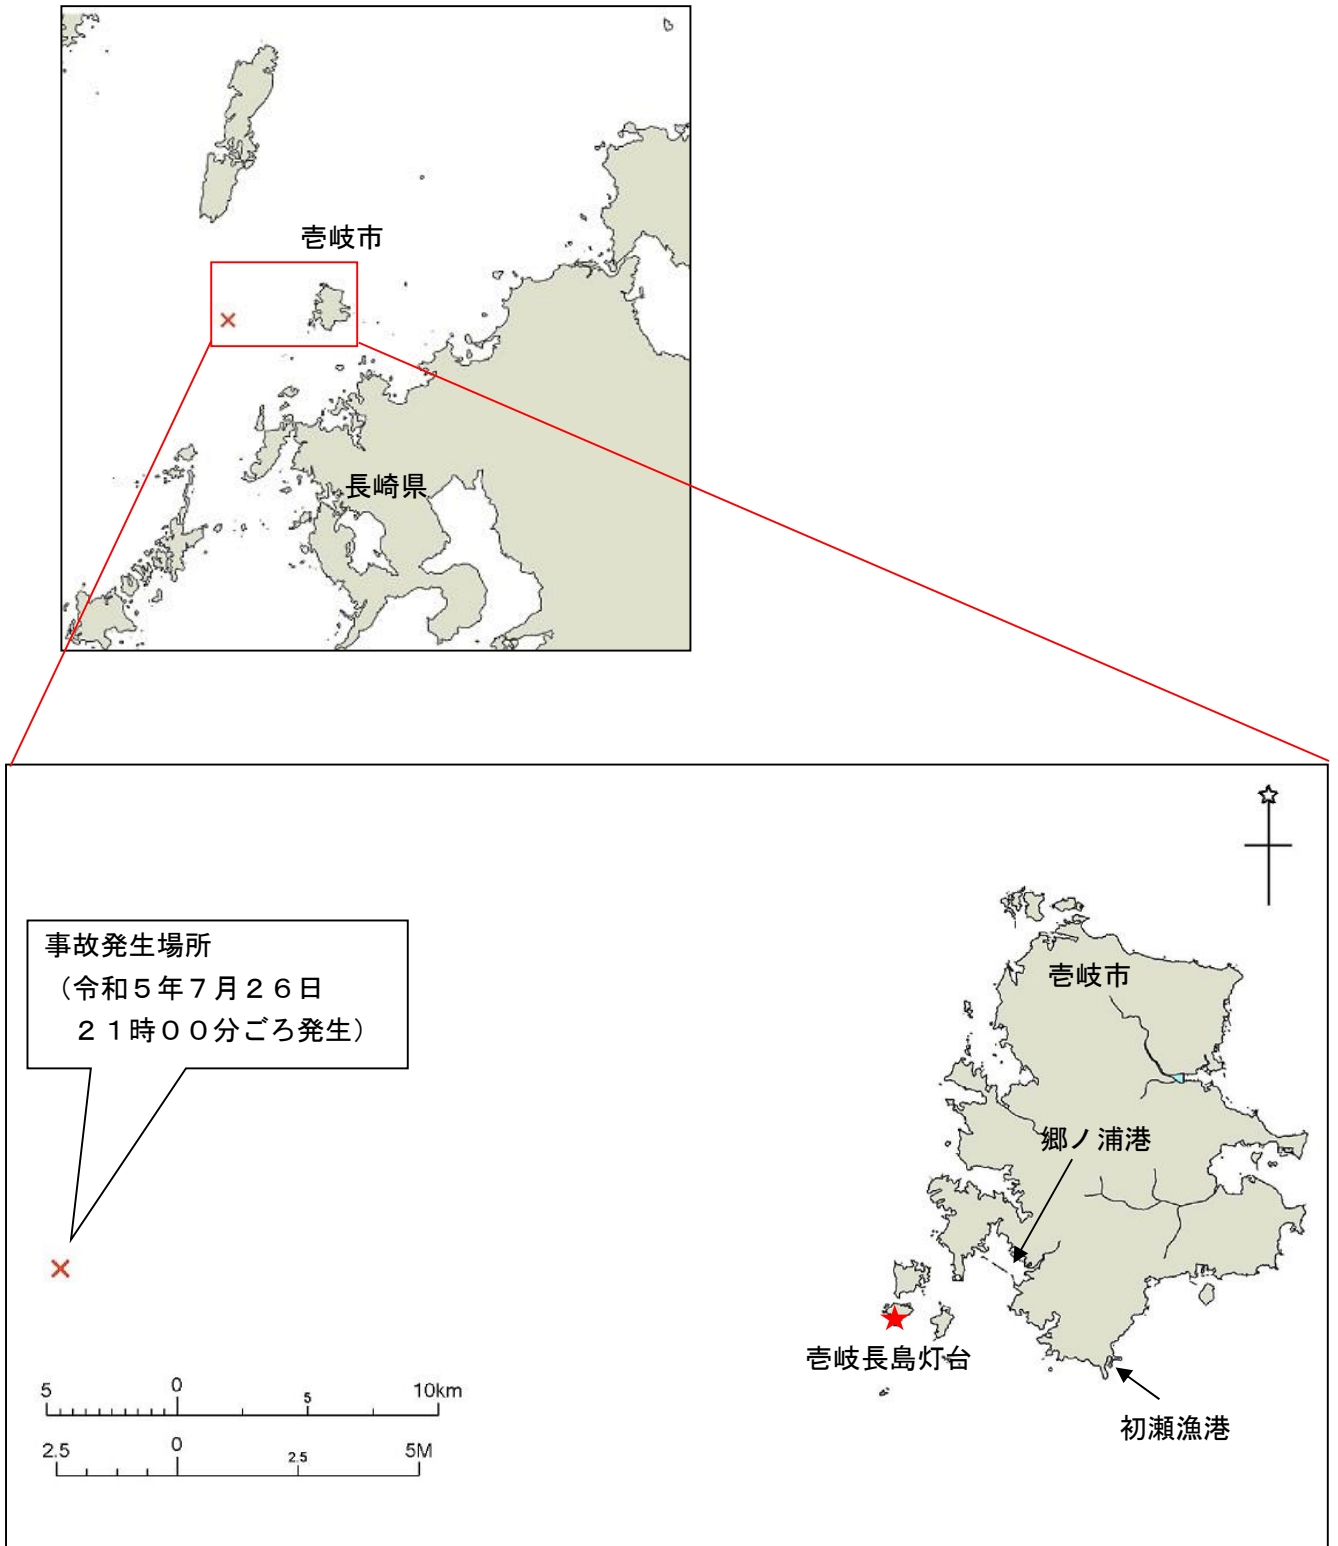 壱岐市
長崎県
事故発生場所
（令和５年７月２６日
２１時００分ごろ発生）
壱岐市
郷ノ浦港
壱岐長島灯台
初瀬漁港
5 0 5 10km
2.5 0 2.5 5M